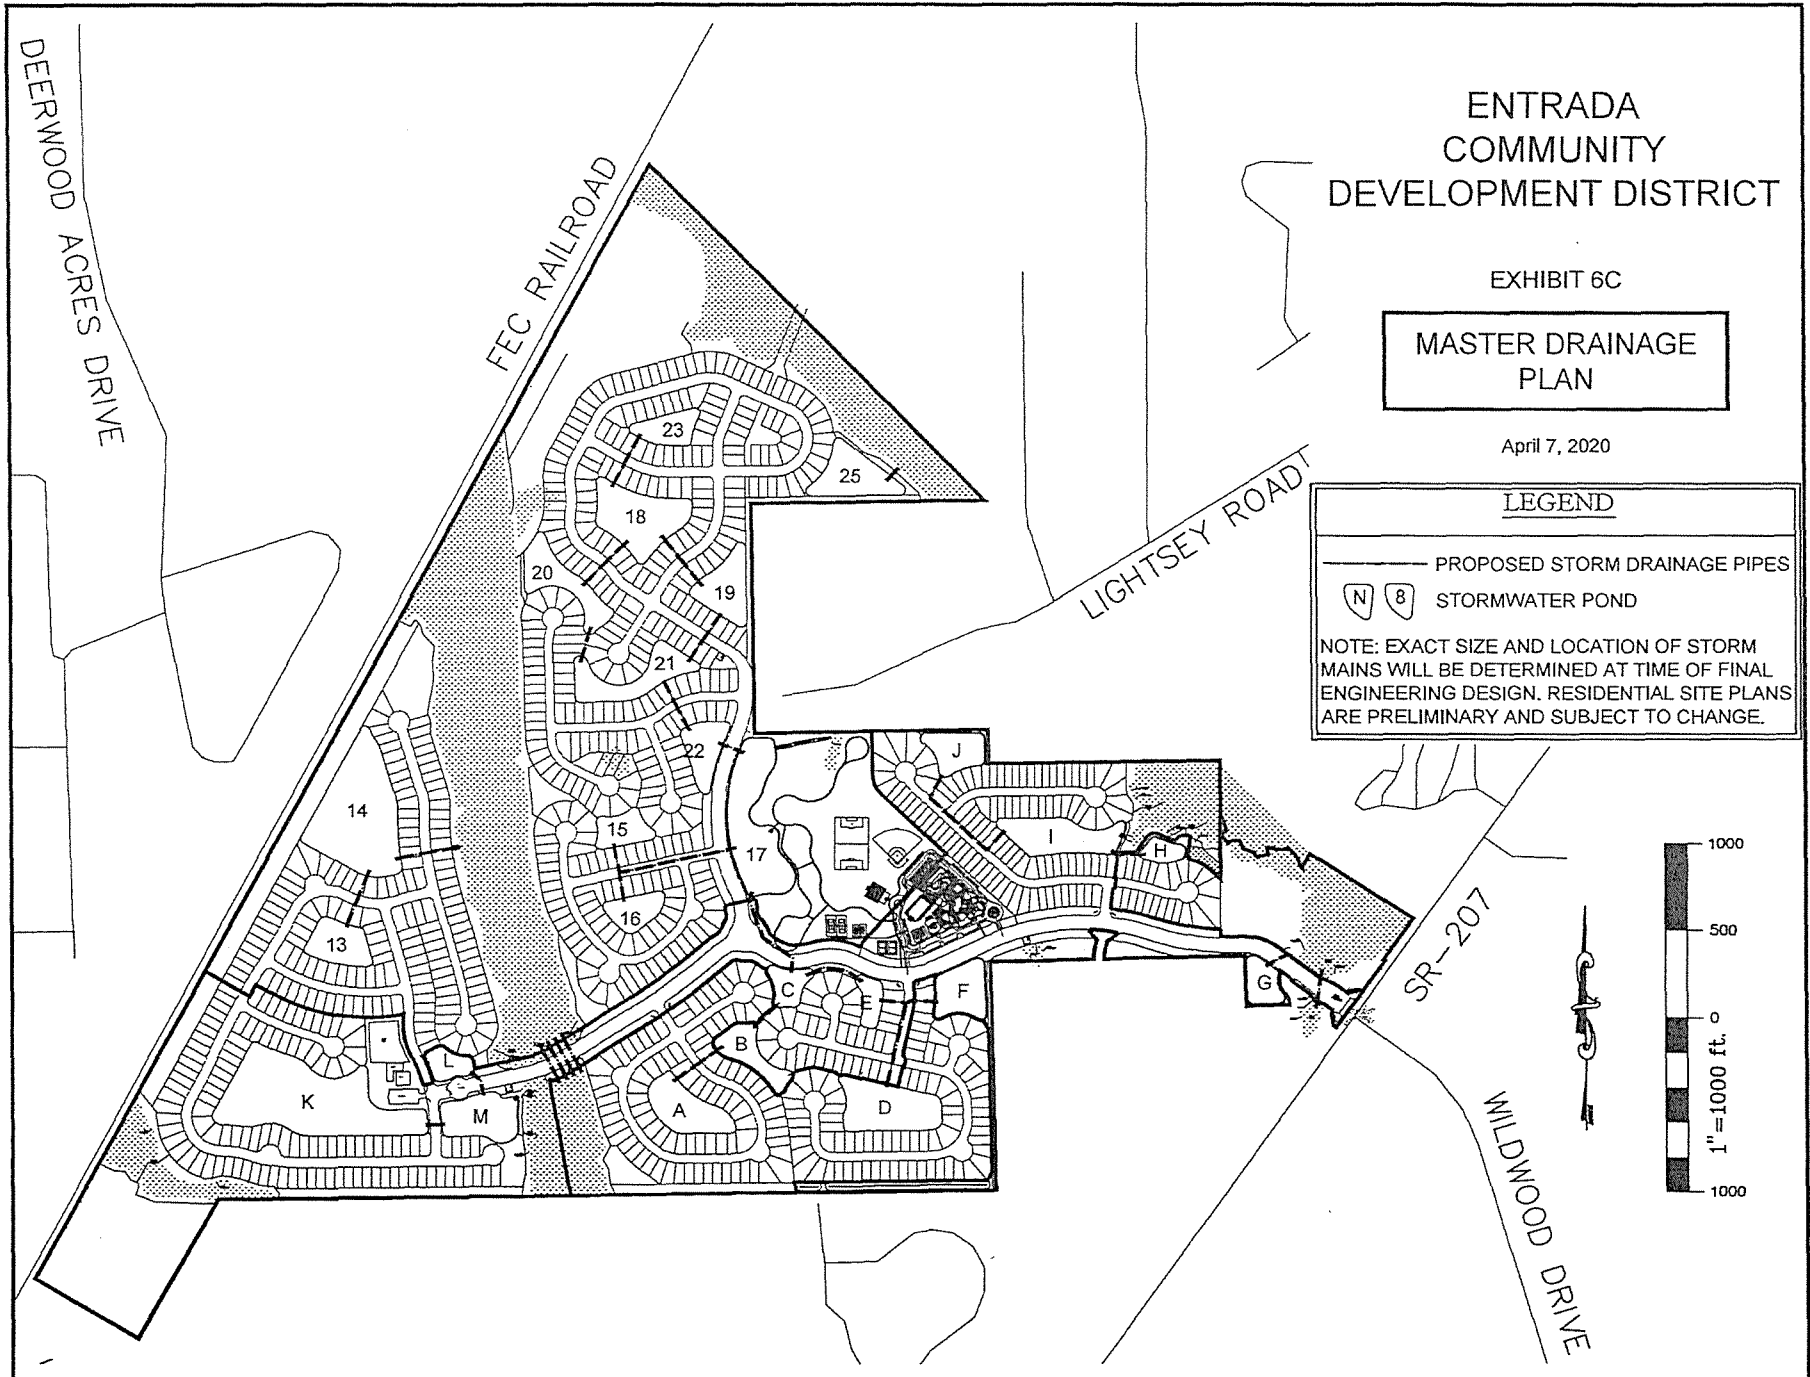 ENTRADA
COMMUNITY
DEVELOPMENT DISTRICT
EXHIBIT 6C
MASTER DRAINAGE
PLAN
April 7, 2020
LEGEND
PROPOSED STORM DRAINAGE PIPES
N 8 STORMWATER POND
NOTE: EXACT SIZE AND LOCATION OF STORM
MAINS WILL BE DETERMINED AT TIME OF FINAL
ENGINEERING DESIGN. RESIDENTIAL SITE PLANS
ARE PRELIMINARY AND SUBJECT TO CHANGE.
DEERWOOD ACRES DRIVE
FEC RAILROAD
LIGHTSEY ROAD
SR-207
WILDWOOD DRIVE
23
25
18
20
19
21
22
J
14
15
17
I
H
16
13
C
E
F
G
B
L
K
M
A
D
1000
500
0
1"=1000 ft.
1000